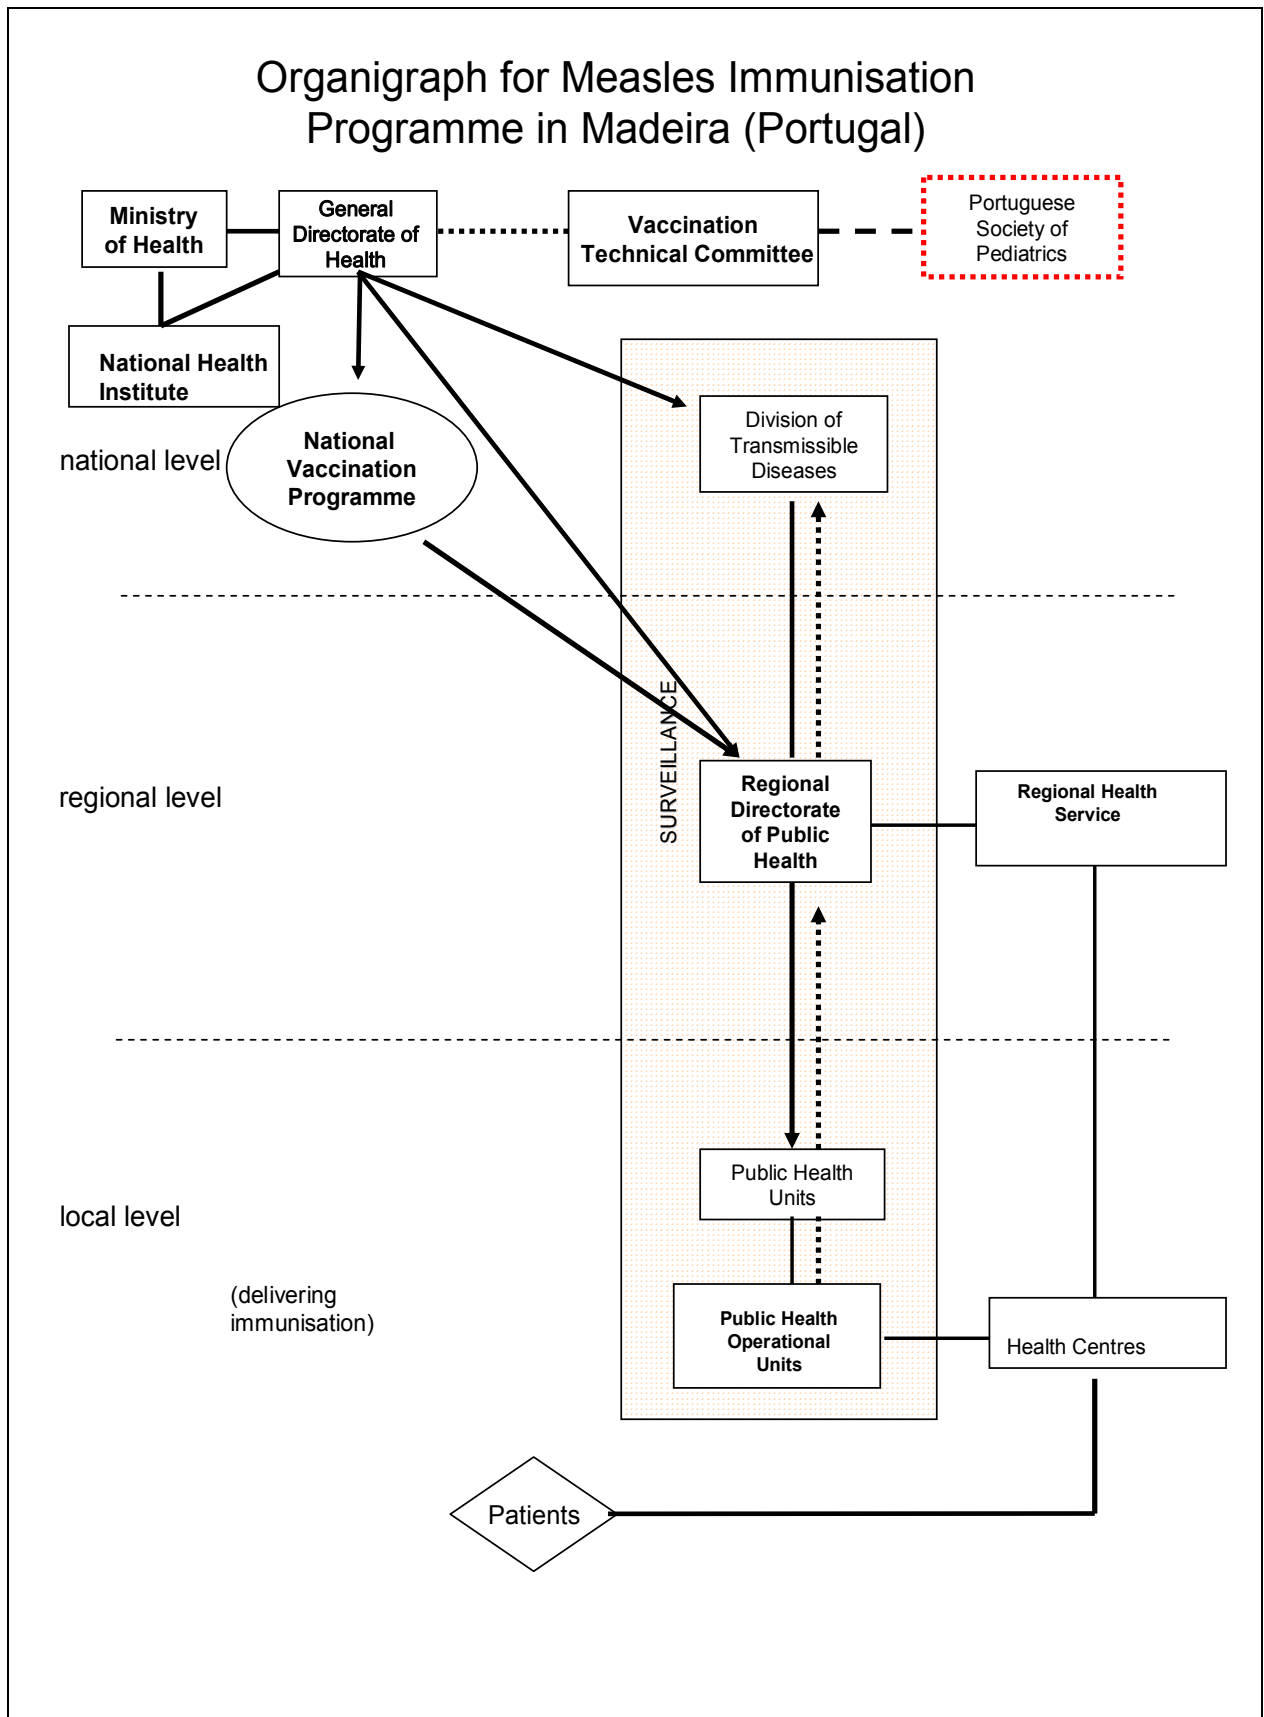 Organigraph for Measles Immunisation
Programme in Madeira (Portugal)
Ministry
of Health
General
Directorate of
Health
Vaccination
Technical Committee
Portuguese
Society of
Pediatrics
National Health
Institute
national level
National
Vaccination
Programme
Division of
Transmissible
Diseases
SURVEILLANCE
regional level
Regional
Directorate
of Public
Health
Regional Health
Service
Public Health
Units
local level
(delivering
immunisation)
Public Health
Operational
Units
Health Centres
Patients